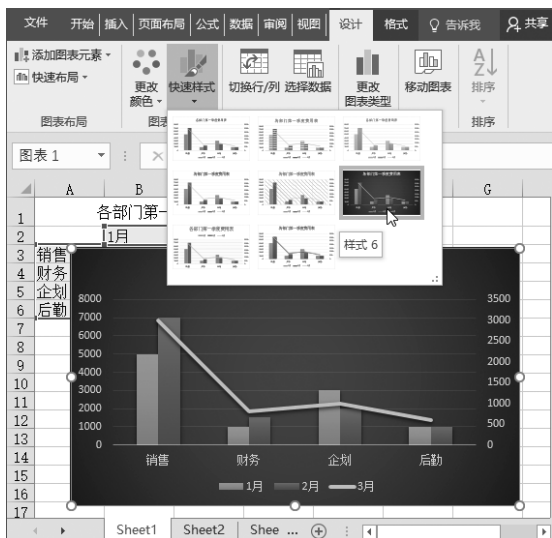 文件 开始 插入 页面布局 公式 数据 审阅 视图 设计 格式 告诉我 共享
添加图表元素
快速布局
更改
颜色
快速样式
切换行/列
选择数据
更改
图表类型
移动图表
排序
图表布局
图表
排序
图表 1
A B G
1 各部门第一
2 1月
3 销售
4 财务
5 企划
6 后勤
7
8
9
10
11
12
13
14
15
16
17
样式 6
8000
7000
6000
5000
4000
3000
2000
1000
0
3500
3000
2500
2000
1500
1000
500
0
销售 财务 企划 后勤
1月 2月 3月
Sheet1 Sheet2 Shee ...